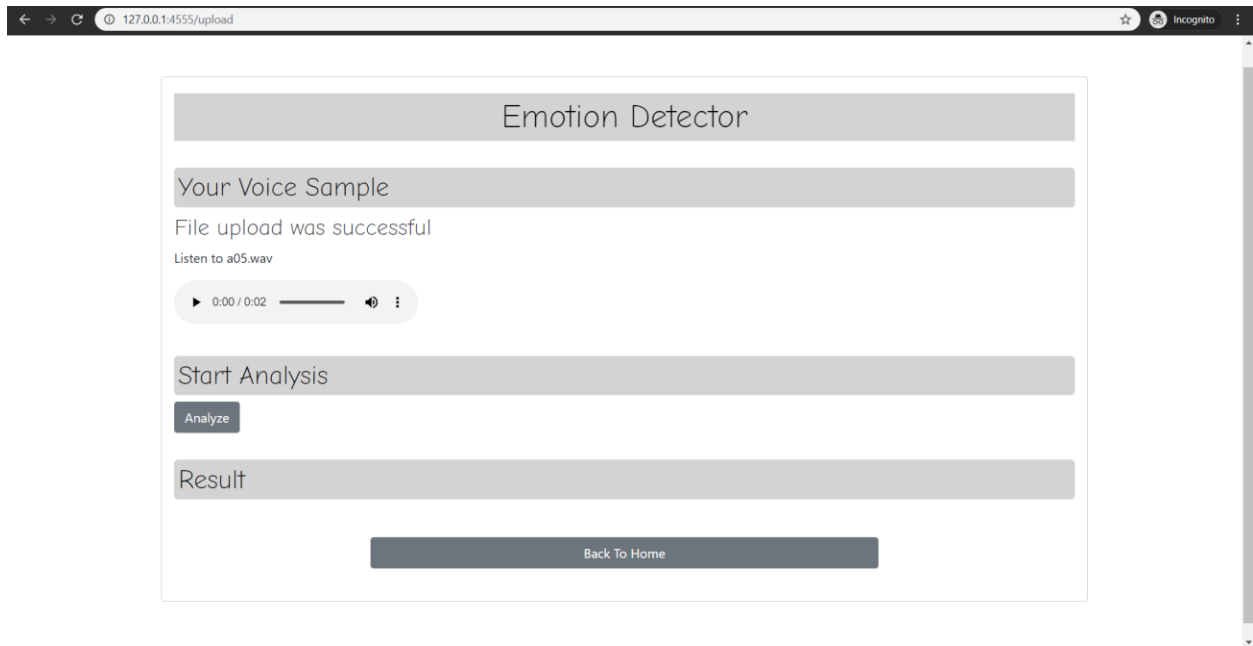 127.0.0.1:4555/upload
Incognito
Emotion Detector
Your Voice Sample
File upload was successful
Listen to a05.wav
0:00 / 0:02
Start Analysis
Analyze
Result
Back To Home